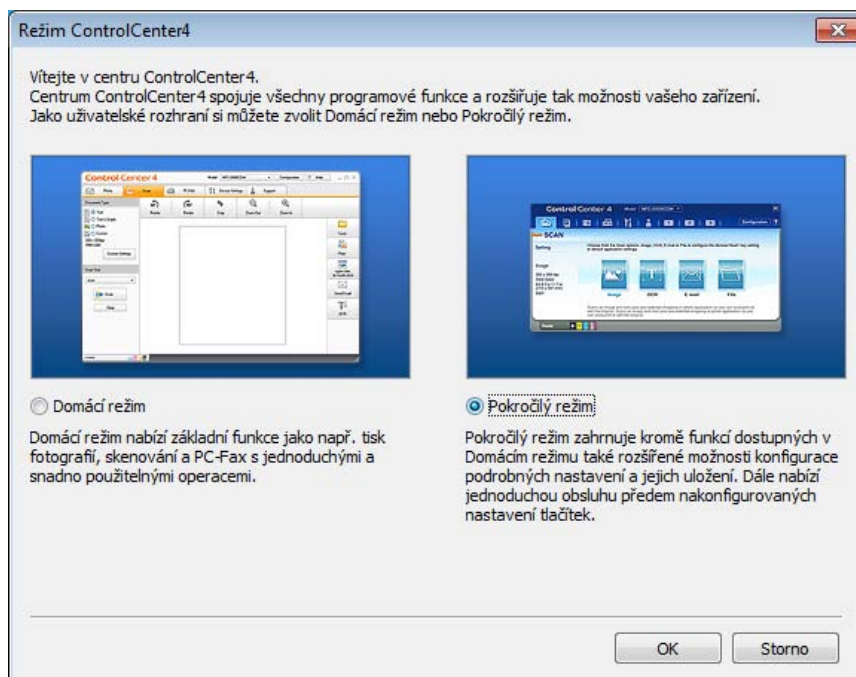 Režim ControlCenter4
Vítejte v centru ControlCenter4.
Centrum ControlCenter4 spojuje všechny programové funkce a rozšiřuje tak možnosti vašeho zařízení.
Jako uživatelské rozhraní si můžete zvolit Domácí režim nebo Pokročilý režim.
Control Center 4
Control Center 4
SCAN
Image
OCR
E-mail
File
Domácí režim
Domácí režim nabízí základní funkce jako např. tisk
fotografií, skenování a PC-Fax s jednoduchými a
snadno použitelnými operacemi.
Pokročilý režim
Pokročilý režim zahrnuje kromě funkcí dostupných v
Domácím režimu také rozšířené možnosti konfigurace
podrobných nastavení a jejich uložení. Dále nabízí
jednoduchou obsluhu předem nakonfigurovaných
nastavení tlačítek.
OK
Storno